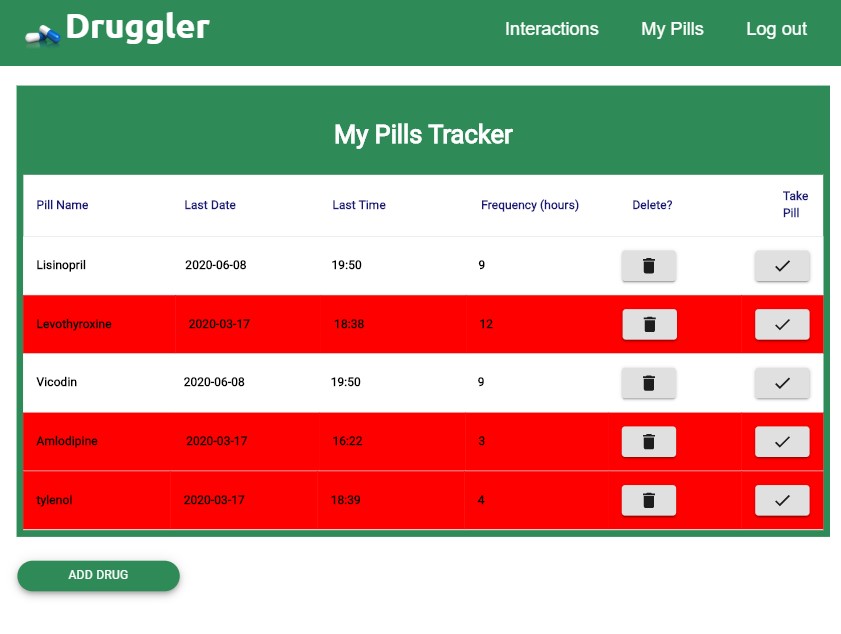 Druggler Interactions My Pills Log out
My Pills Tracker
Pill Name Last Date Last Time Frequency (hours) Delete? Take Pill
Lisinopril 2020-06-08 19:50 9
Levothyroxine 2020-03-17 18:38 12
Vicodin 2020-06-08 19:50 9
Amlodipine 2020-03-17 16:22 3
tylenol 2020-03-17 18:39 4
ADD DRUG